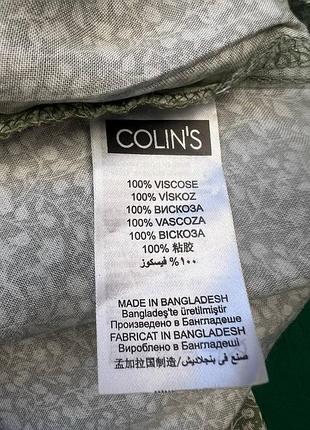 COLIN'S
100% VISCOSE
100% VİSKOZ
100% ВИСКОЗА
100% VASCOZA
100% ВІСКОЗА
100% 粘胶
١٠٠% فيسكوز
MADE IN BANGLADESH
Bangladeş'te üretilmiştir
Произведено в Бангладеше
FABRICAT IN BANGLADESH
Вироблено в Бангладеші
صنع في بنجلاديش/
孟加拉国制造/